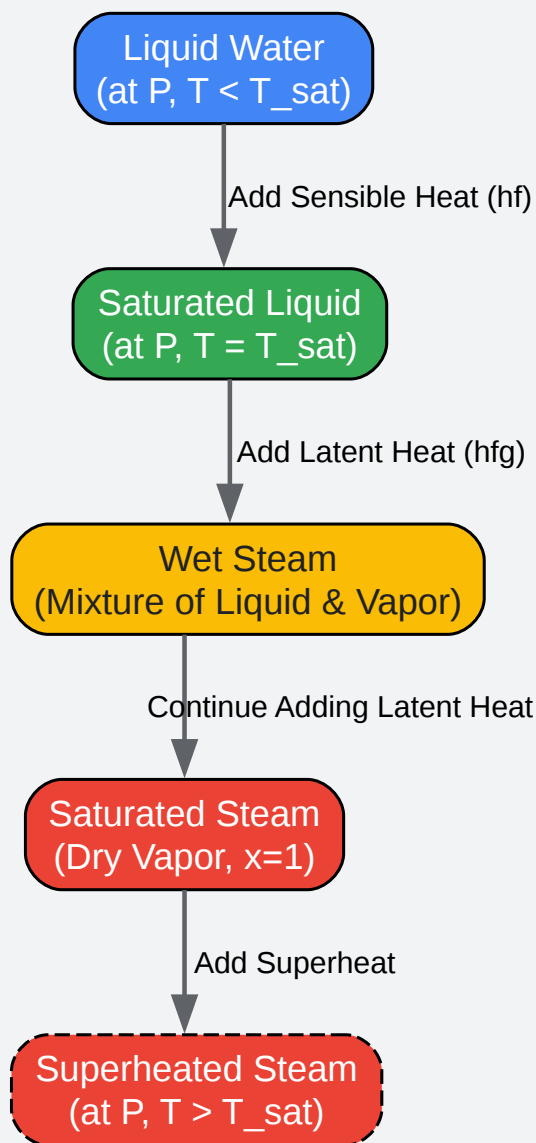 Liquid Water
(at P, T < T_sat)
Add Sensible Heat (hf)
Saturated Liquid
(at P, T = T_sat)
Add Latent Heat (hfg)
Wet Steam
(Mixture of Liquid & Vapor)
Continue Adding Latent Heat
Saturated Steam
(Dry Vapor, x=1)
Add Superheat
Superheated Steam
(at P, T > T_sat)